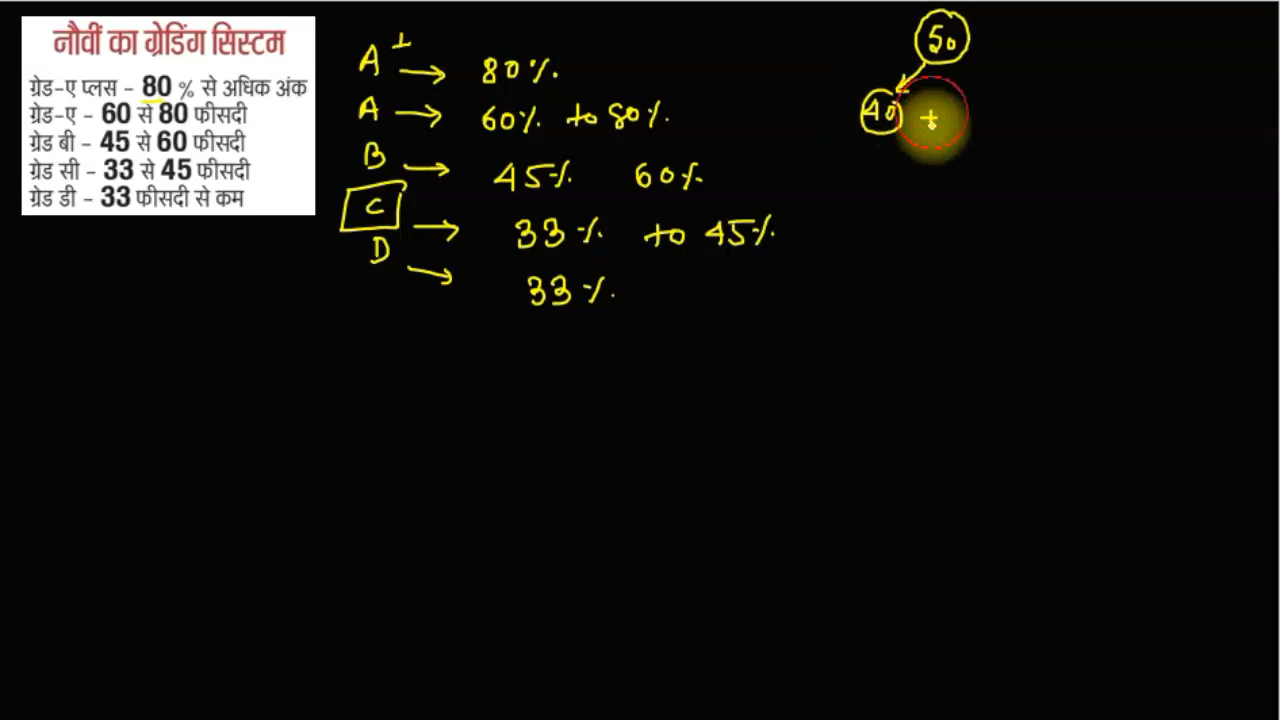 नौवीं का ग्रेडिंग सिस्टम
ग्रेड-ए प्लस - 80 % से अधिक अंक
ग्रेड-ए - 60 से 80 फीसदी
ग्रेड बी - 45 से 60 फीसदी
ग्रेड सी - 33 से 45 फीसदी
ग्रेड डी - 33 फीसदी से कम
A+ → 80%.
A → 60% to 80%.
B → 45% 60%
C → 33% to 45%.
D → 33%.
50
40 +